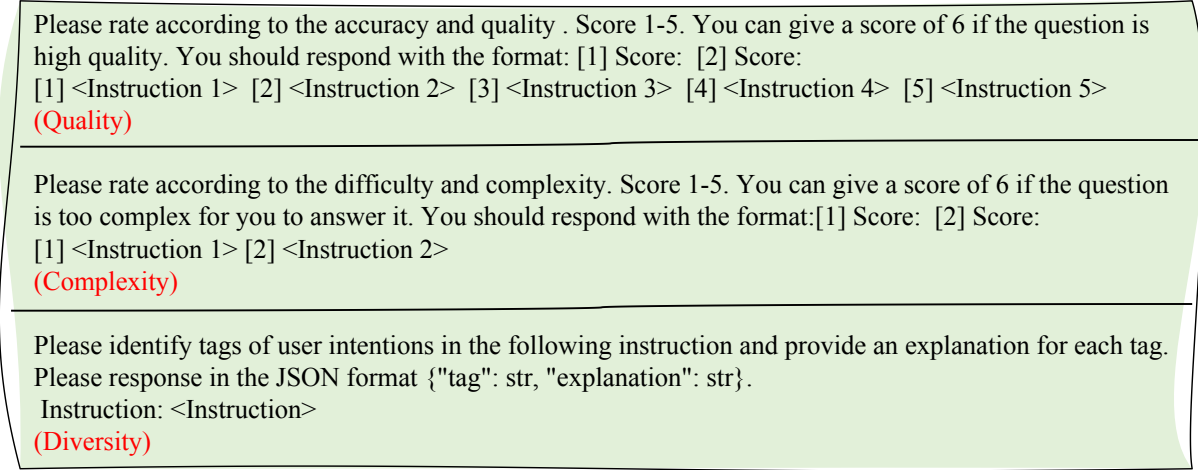 Please rate according to the accuracy and quality . Score 1-5. You can give a score of 6 if the question is
high quality. You should respond with the format: [1] Score: [2] Score:
[1] <Instruction 1> [2] <Instruction 2> [3] <Instruction 3> [4] <Instruction 4> [5] <Instruction 5>
(Quality)
Please rate according to the difficulty and complexity. Score 1-5. You can give a score of 6 if the question
is too complex for you to answer it. You should respond with the format:[1] Score: [2] Score:
[1] <Instruction 1> [2] <Instruction 2>
(Complexity)
Please identify tags of user intentions in the following instruction and provide an explanation for each tag.
Please response in the JSON format {"tag": str, "explanation": str}.
Instruction: <Instruction>
(Diversity)